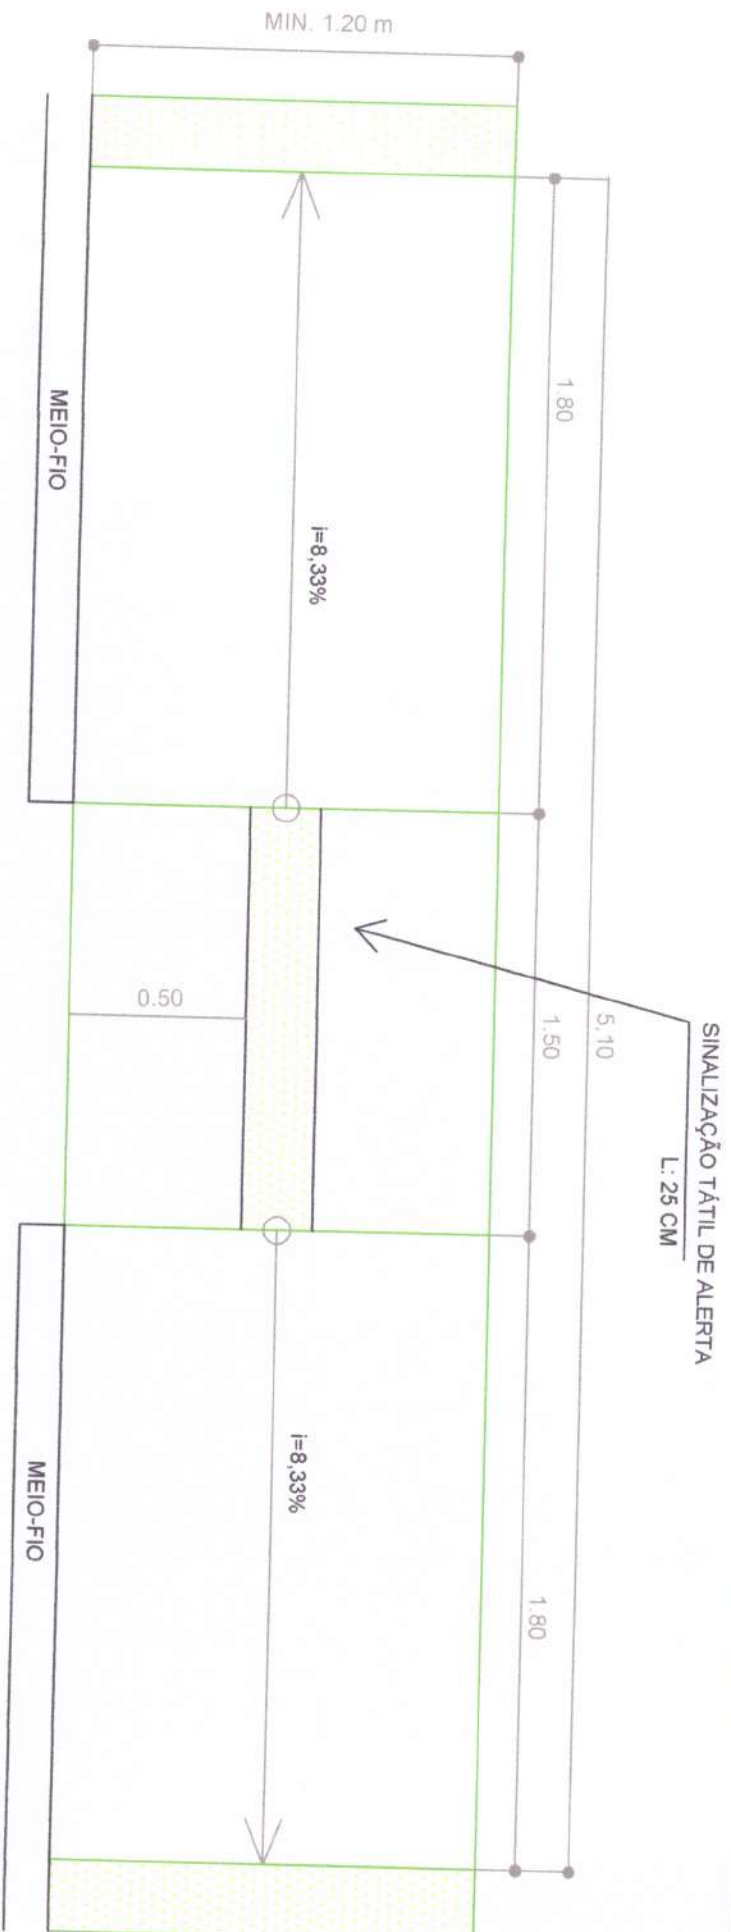 MIN. 1.20 m
1.80
MEIO-FIO
i=8,33%
0.50
5.10
1.50
SINALIZAÇÃO TÁTIL DE ALERTA
L: 25 CM
i=8,33%
MEIO-FIO
1.80